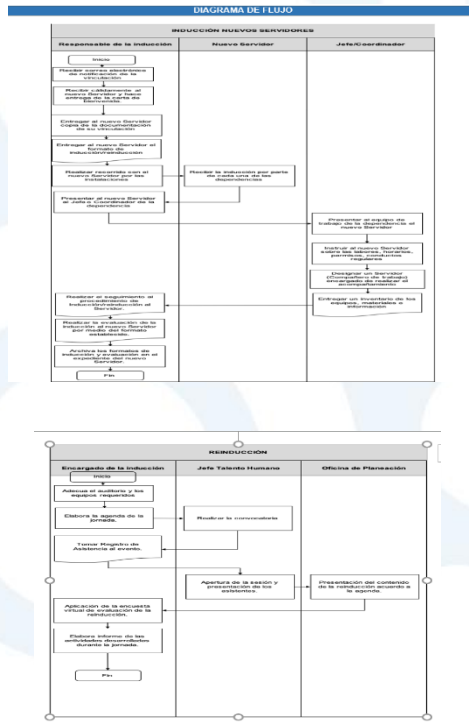 DIAGRAMA DE FLUJO
INDUCCIÓN NUEVOS SERVIDORES
Responsable de la inducción
Nuevo Servidor
Jefe/Coordinador
Inicio
Recibir correo electrónico
de notificación de la
vinculación
Recibir cálidamente al
nuevo Servidor y hace
entrega de la carta de
bienvenida.
Entregar al nuevo Servidor
copia de la documentación
de su vinculación
Entregar al nuevo Servidor el
formato de
inducción/reinducción
Realizar recorrido con el
nuevo Servidor por las
instalaciones
Recibir la inducción por parte
de cada una de las
dependencias
Presentar al nuevo Servidor
al Jefe o Coordinador de la
dependencia
Presentar al equipo de
trabajo de la dependencia el
nuevo Servidor
Instruir al nuevo Servidor
sobre las labores, horarios,
permisos, conductos
regulares
Designar un Servidor
(Compañero de trabajo)
encargado de realizar el
acompañamiento
Entregar un inventario de los
equipos, materiales e
información
Realizar el seguimiento al
procedimiento de
Inducción/reinducción al
Servidor.
Realizar la evaluación de la
inducción al nuevo Servidor
por medio del formato
establecido.
Archiva los formatos de
inducción y evaluación en el
expediente del nuevo
Servidor.
Fin
REINDUCCIÓN
Encargado de la inducción
Jefe Talento Humano
Oficina de Planeación
Inicio
Adecua el auditorio y los
equipos requeridos
Elabora la agenda de la
jornada.
Realizar la convocatoria
Tomar Registro de
Asistencia al evento.
Apertura de la sesión y
presentación de los
asistentes.
Presentación del contenido
de la reinducción acuerdo a
la agenda.
Aplicación de la encuesta
virtual de evaluación de la
reinducción.
Elabora informe de las
actividades desarrolladas
durante la jornada.
Fin